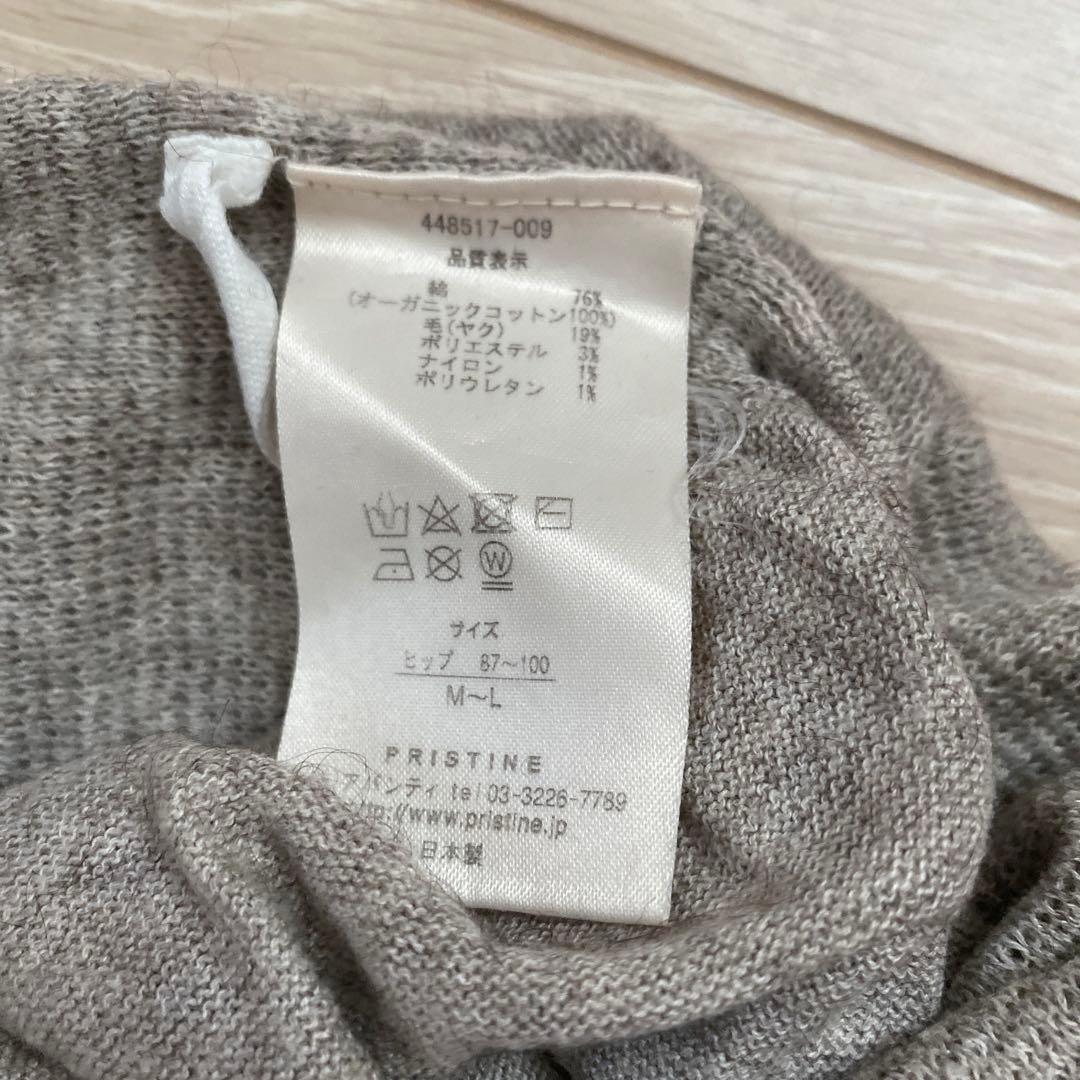 448517-009
品質表示
綿 76%
(オーガニックコットン100%)
毛(ヤク) 19%
ポリエステル 3%
ナイロン 1%
ポリウレタン 1%
W
サイズ
ヒップ 87～100
M～L
PRISTINE
アバンティ tel 03-3226-7789
http://www.pristine.jp
日本製